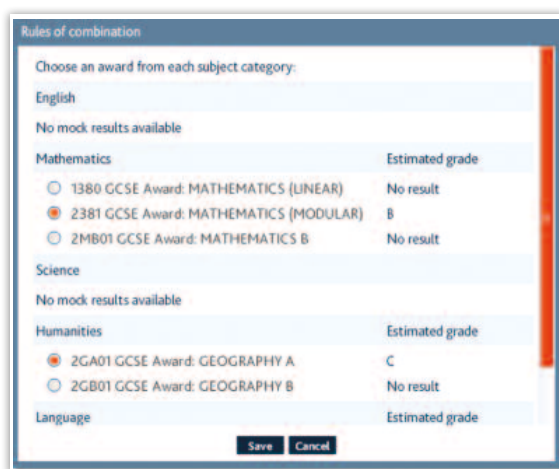 Rules of combination
Choose an award from each subject category:
English
No mock results available
Mathematics Estimated grade
1380 GCSE Award: MATHEMATICS (LINEAR) No result
2381 GCSE Award: MATHEMATICS (MODULAR) B
2MB01 GCSE Award: MATHEMATICS B No result
Science
No mock results available
Humanities Estimated grade
2GA01 GCSE Award: GEOGRAPHY A C
2GB01 GCSE Award: GEOGRAPHY B No result
Language Estimated grade
Save Cancel